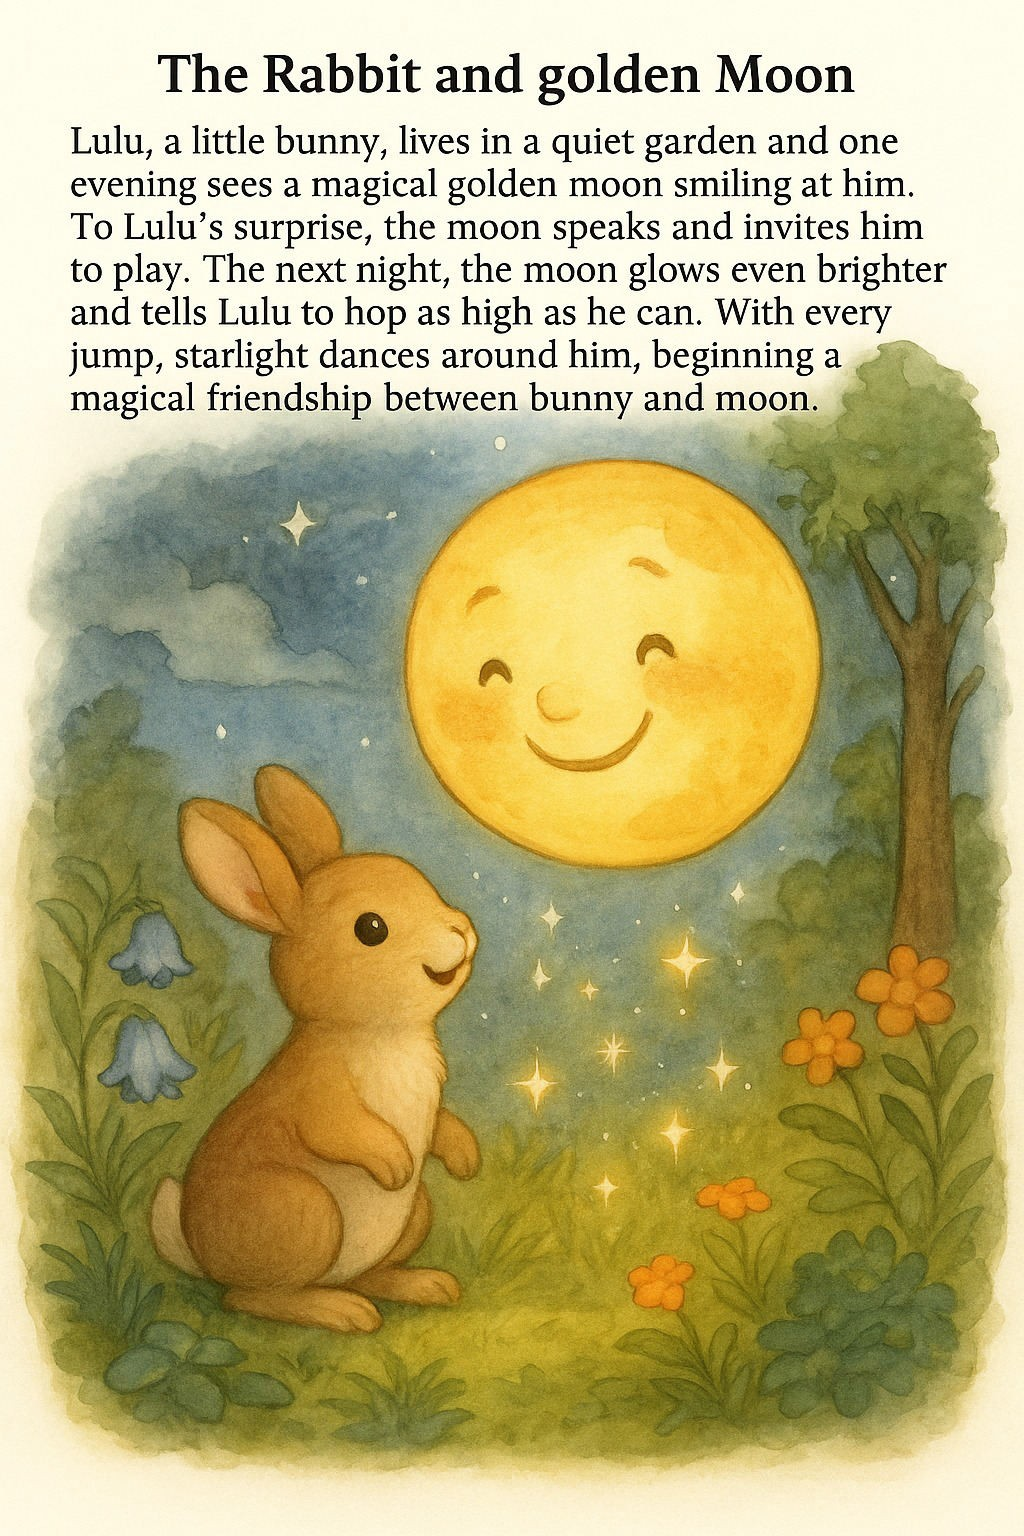 The Rabbit and golden Moon
Lulu, a little bunny, lives in a quiet garden and one
evening sees a magical golden moon smiling at him.
To Lulu’s surprise, the moon speaks and invites him
to play. The next night, the moon glows even brighter
and tells Lulu to hop as high as he can. With every
jump, starlight dances around him, beginning a
magical friendship between bunny and moon.